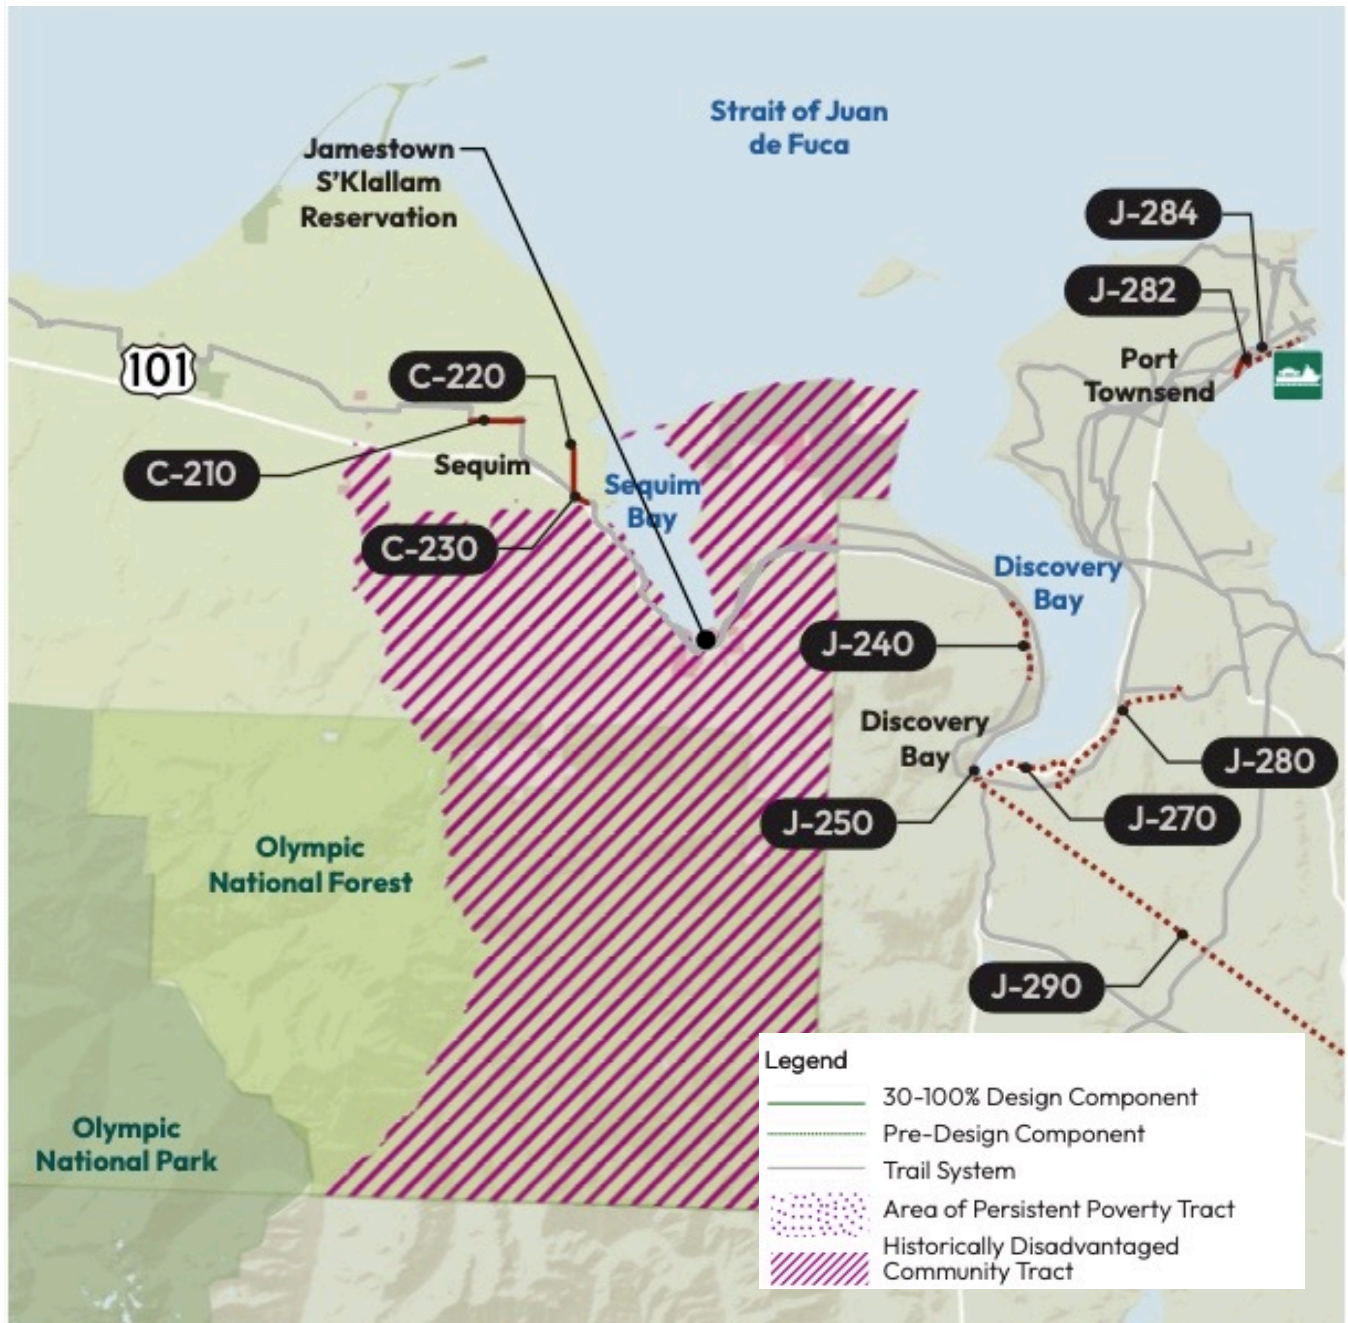 Strait of Juan
de Fuca
Jamestown
S'Klallam
Reservation
J-284
J-282
Port
Townsend
101
C-220
C-210
Sequim
Sequim
Bay
C-230
Discovery
Bay
J-240
Discovery
Bay
J-280
J-250
J-270
Olympic
National Forest
J-290
Olympic
National Park
Legend
30-100% Design Component
Pre-Design Component
Trail System
Area of Persistent Poverty Tract
Historically Disadvantaged
Community Tract